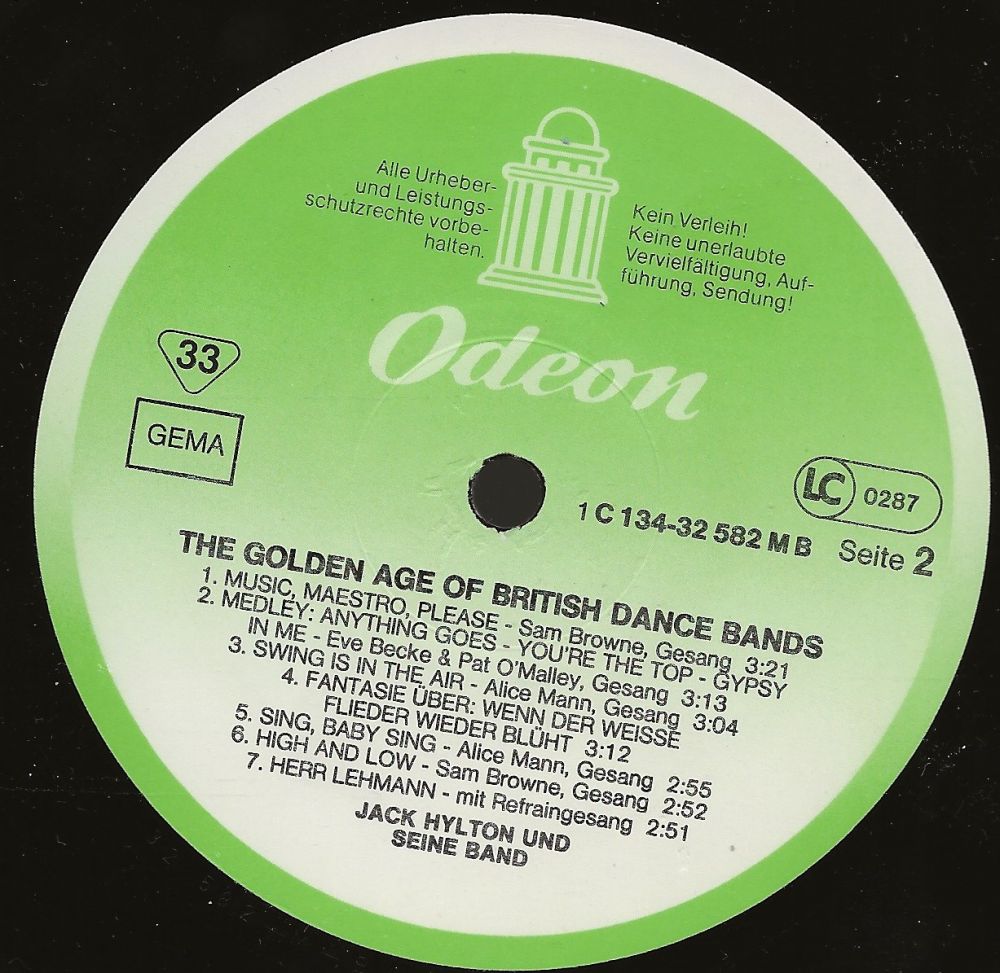 Alle Urheber-
und Leistungs-
schutzrechte vorbe-
halten.
Kein Verleih!
Keine unerlaubte
Vervielfältigung, Auf-
führung, Sendung!
Odeon
33
GEMA
LC 0287
1 C 134-32 582 M B
Seite 2
THE GOLDEN AGE OF BRITISH DANCE BANDS
1. MUSIC, MAESTRO, PLEASE - Sam Browne, Gesang 3:21
2. MEDLEY: ANYTHING GOES - YOU'RE THE TOP - GYPSY
IN ME - Eve Becke & Pat O'Malley, Gesang 3:13
3. SWING IS IN THE AIR - Alice Mann, Gesang 3:04
4. FANTASIE ÜBER: WENN DER WEISSE
FLIEDER WIEDER BLÜHT 3:12
5. SING, BABY SING - Alice Mann, Gesang 2:55
6. HIGH AND LOW - Sam Browne, Gesang 2:52
7. HERR LEHMANN - mit Refraingesang 2:51
JACK HYLTON UND
SEINE BAND